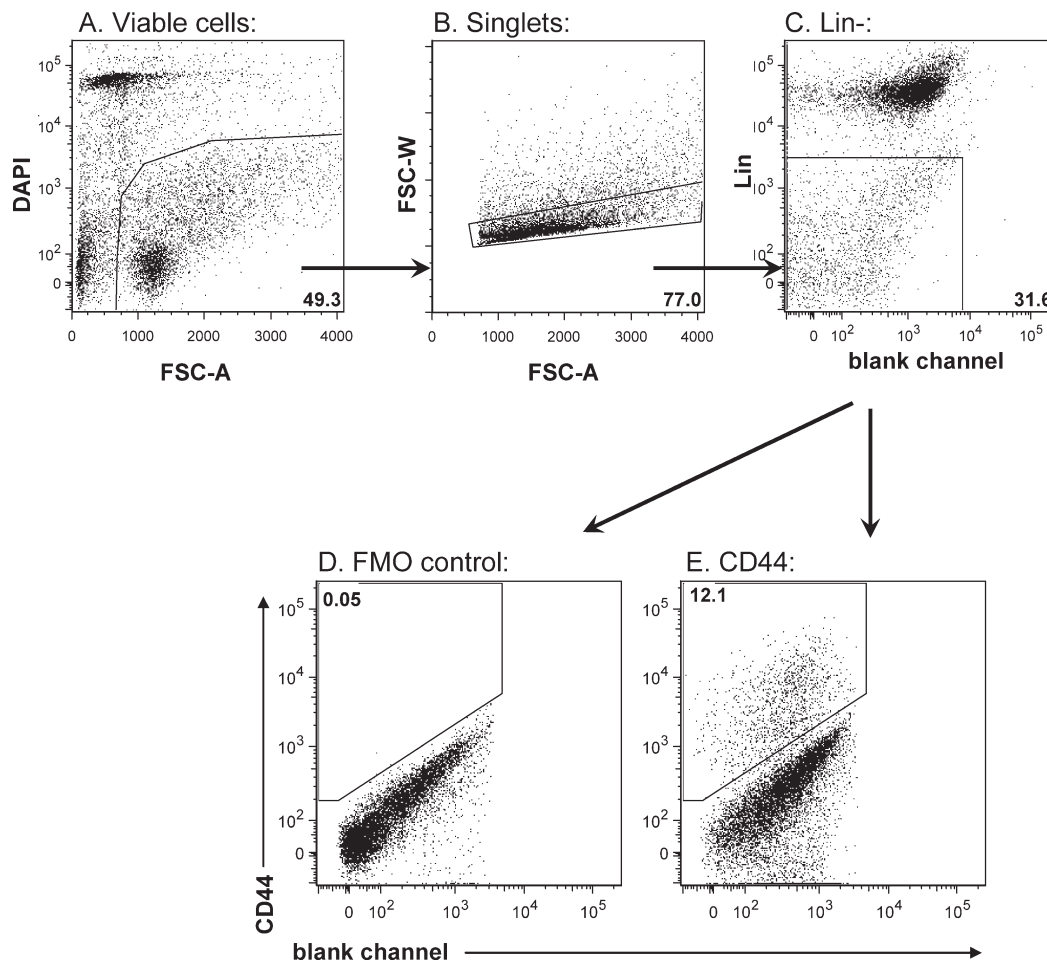 A. Viable cells:
B. Singlets:
C. Lin-:
10^5
10^4
10^3
10^2
0
DAPI
49.3
0 1000 2000 3000 4000
FSC-A
FSC-W
77.0
0 1000 2000 3000 4000
FSC-A
10^5
10^4
10^3
10^2
0
Lin
31.6
0 10^2 10^3 10^4 10^5
blank channel
D. FMO control:
E. CD44:
0.05
10^5
10^4
10^3
10^2
0
0 10^2 10^3 10^4 10^5
12.1
10^5
10^4
10^3
10^2
0
0 10^2 10^3 10^4 10^5
CD44
blank channel